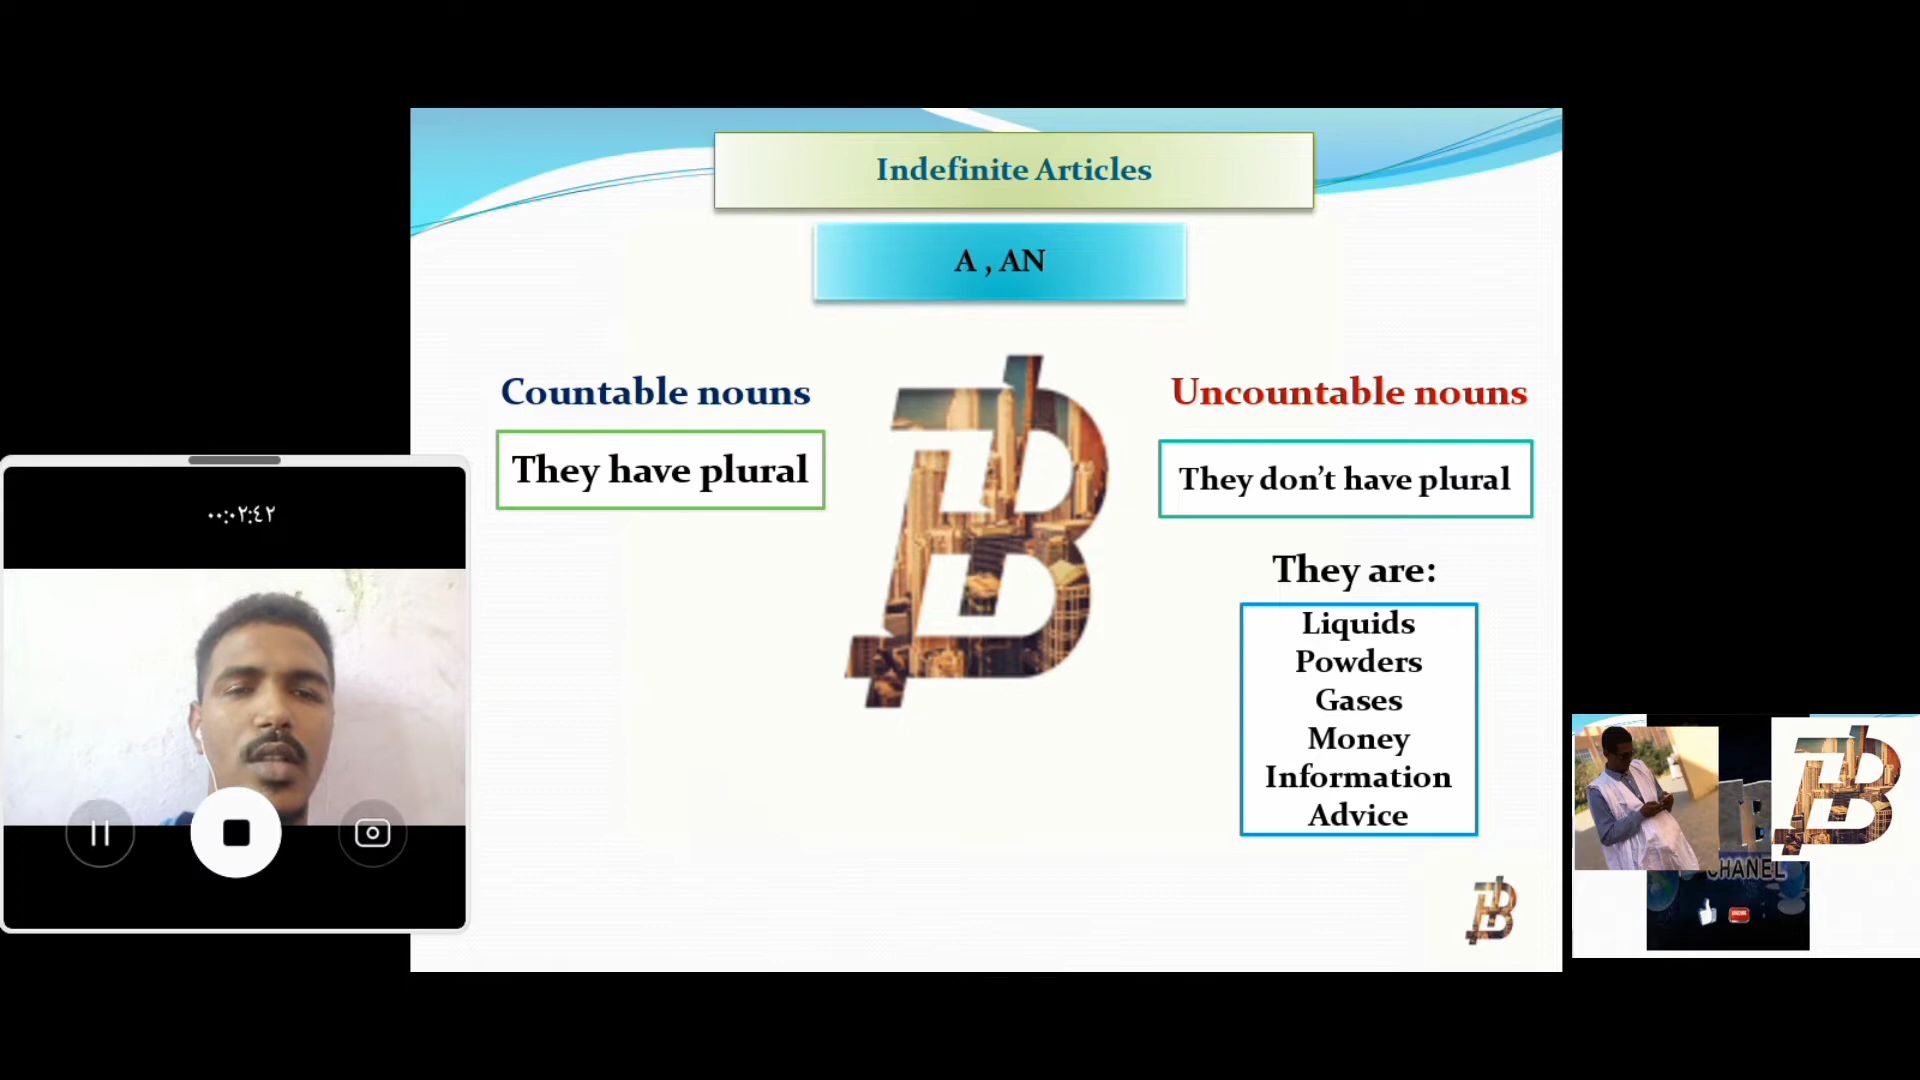 Indefinite Articles
A , AN
Countable nouns
They have plural
Uncountable nouns
They don't have plural
They are:
Liquids
Powders
Gases
Money
Information
Advice
٠٠:٠٢:٤٢
CHANEL